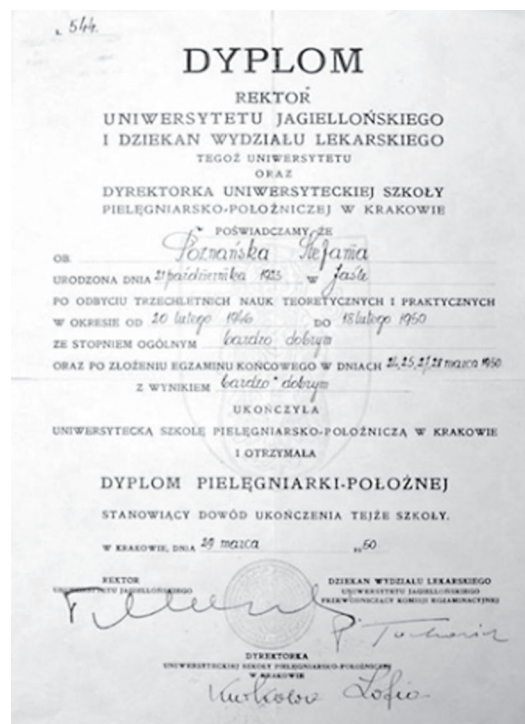 544.
DYPLOM
REKTOR
UNIWERSYTETU JAGIELLOŃSKIEGO
I DZIEKAN WYDZIAŁU LEKARSKIEGO
TEGOŻ UNIWERSYTETU
ORAZ
DYREKTORKA UNIWERSYTECKIEJ SZKOŁY
PIELĘGNIARSKO-POŁOŻNICZEJ W KRAKOWIE
POŚWIADCZAMY, ŻE
OB. Poznańska Stefania
URODZONA DNIA 21 października 1925 W Jaśle
PO ODBYCIU TRZECHLETNICH NAUK TEORETYCZNYCH I PRAKTYCZNYCH
W OKRESIE OD 20 lutego 1946 DO 18 lutego 1950
ZE STOPNIEM OGÓLNYM bardzo dobrym
ORAZ PO ZŁOŻENIU EGZAMINU KOŃCOWEGO W DNIACH 25, 27, 28 marca 1950
Z WYNIKIEM bardzo dobrym
UKOŃCZYŁA
UNIWERSYTECKĄ SZKOŁĘ PIELĘGNIARSKO-POŁOŻNICZĄ W KRAKOWIE
I OTRZYMAŁA
DYPLOM PIELĘGNIARKI-POŁOŻNEJ
STANOWIĄCY DOWÓD UKOŃCZENIA TEJŻE SZKOŁY.
W KRAKOWIE, DNIA 29 marca 1950.
REKTOR
UNIWERSYTETU JAGIELLOŃSKIEGO
DZIEKAN WYDZIAŁU LEKARSKIEGO
UNIWERSYTETU JAGIELLOŃSKIEGO
PRZEWODNICZĄCY KOMISJI EGZAMINACYJNEJ
DYREKTORKA
UNIWERSYTECKIEJ SZKOŁY PIELĘGNIARSKO-POŁOŻNICZEJ
W KRAKOWIE
Zofia